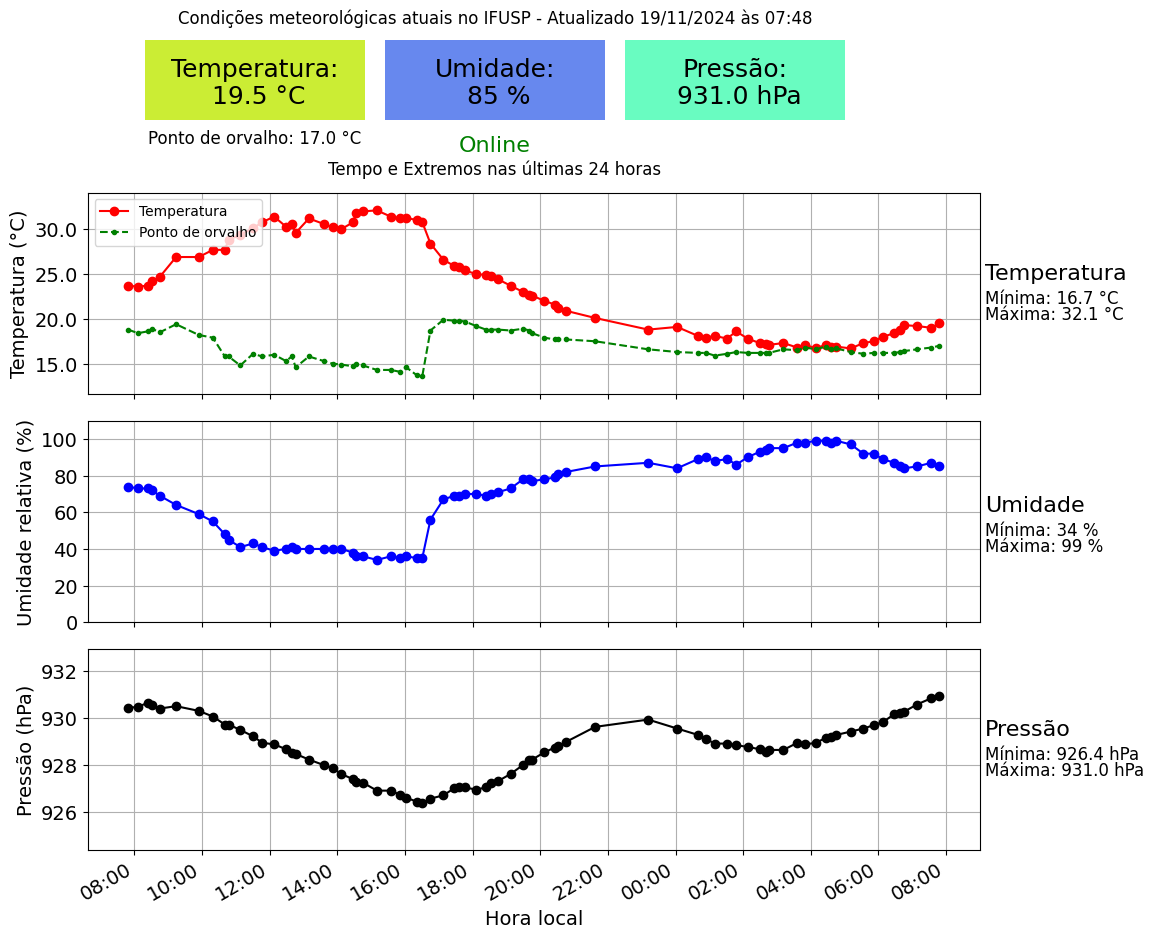 Condições meteorológicas atuais no IFUSP - Atualizado 19/11/2024 às 07:48
Temperatura:
19.5 °C
Umidade:
85 %
Pressão:
931.0 hPa
Ponto de orvalho: 17.0 °C
Online
Tempo e Extremos nas últimas 24 horas
Temperatura (°C)
30.0
25.0
20.0
15.0
Temperatura
Ponto de orvalho
Temperatura
Mínima: 16.7 °C
Máxima: 32.1 °C
Umidade relativa (%)
100
80
60
40
20
0
Umidade
Mínima: 34 %
Máxima: 99 %
Pressão (hPa)
932
930
928
926
Pressão
Mínima: 926.4 hPa
Máxima: 931.0 hPa
08:00 10:00 12:00 14:00 16:00 18:00 20:00 22:00 00:00 02:00 04:00 06:00 08:00
Hora local